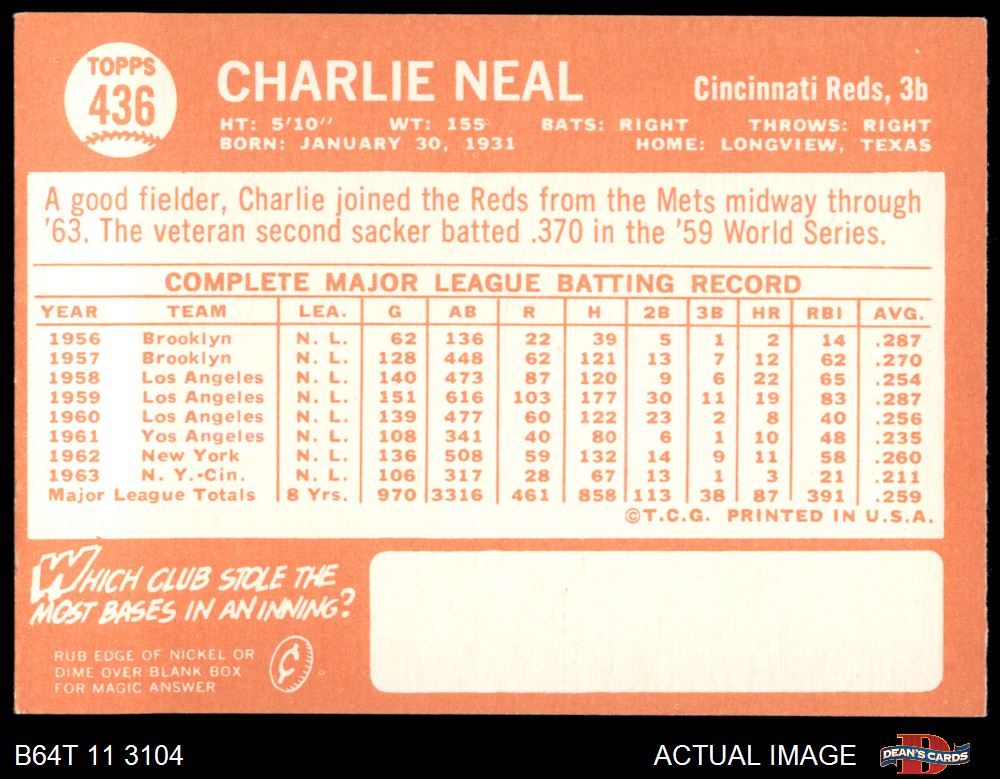 TOPPS
436
CHARLIE NEAL
Cincinnati Reds, 3b
HT: 5'10" WT: 155 BATS: RIGHT THROWS: RIGHT
BORN: JANUARY 30, 1931 HOME: LONGVIEW, TEXAS
A good fielder, Charlie joined the Reds from the Mets midway through
'63. The veteran second sacker batted .370 in the '59 World Series.
COMPLETE MAJOR LEAGUE BATTING RECORD
YEAR TEAM LEA. G AB R H 2B 3B HR RBI AVG.
1956 Brooklyn N. L. 62 136 22 39 5 1 2 14 .287
1957 Brooklyn N. L. 128 448 62 121 13 7 12 62 .270
1958 Los Angeles N. L. 140 473 87 120 9 6 22 65 .254
1959 Los Angeles N. L. 151 616 103 177 30 11 19 83 .287
1960 Los Angeles N. L. 139 477 60 122 23 2 8 40 .256
1961 Yos Angeles N. L. 108 341 40 80 6 1 10 48 .235
1962 New York N. L. 136 508 59 132 14 9 11 58 .260
1963 N. Y.-Cin. N. L. 106 317 28 67 13 1 3 21 .211
Major League Totals 8 Yrs. 970 3316 461 858 113 38 87 391 .259
©T.C.G. PRINTED IN U.S.A.
WHICH CLUB STOLE THE
MOST BASES IN AN INNING?
RUB EDGE OF NICKEL OR
DIME OVER BLANK BOX
FOR MAGIC ANSWER
¢
B64T 11 3104
ACTUAL IMAGE
DEAN'S CARDS